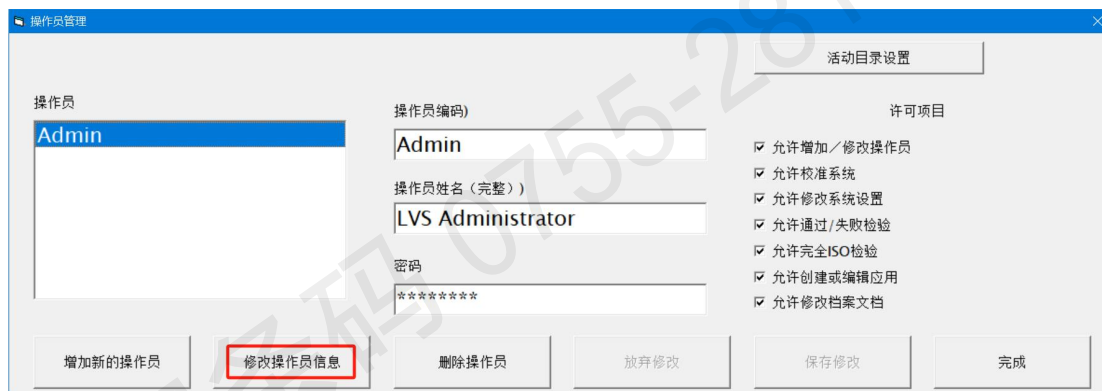 操作员管理
活动目录设置
操作员
Admin
操作员编码)
Admin
操作员姓名（完整）)
LVS Administrator
密码
********
许可项目
允许增加／修改操作员
允许校准系统
允许修改系统设置
允许通过/失败检验
允许完全ISO检验
允许创建或编辑应用
允许修改档案文档
增加新的操作员
修改操作员信息
删除操作员
放弃修改
保存修改
完成
条码 0755-281